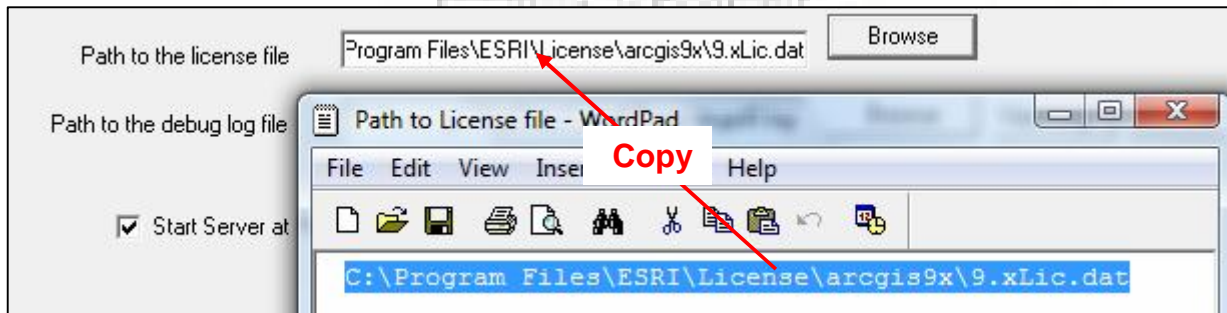 Path to the license file
Program Files\ESRI\License\arcgis9x\9.xLic.dat
Browse
Path to the debug log file
Path to License file - WordPad
Copy
File Edit View Inser Help
Start Server at
C:\Program Files\ESRI\License\arcgis9x\9.xLic.dat